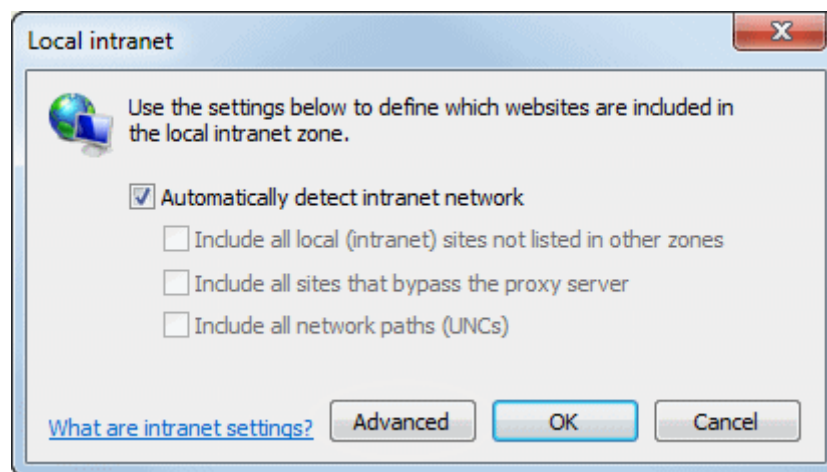 Local intranet
Use the settings below to define which websites are included in
the local intranet zone.
Automatically detect intranet network
Include all local (intranet) sites not listed in other zones
Include all sites that bypass the proxy server
Include all network paths (UNCs)
What are intranet settings?
Advanced
OK
Cancel